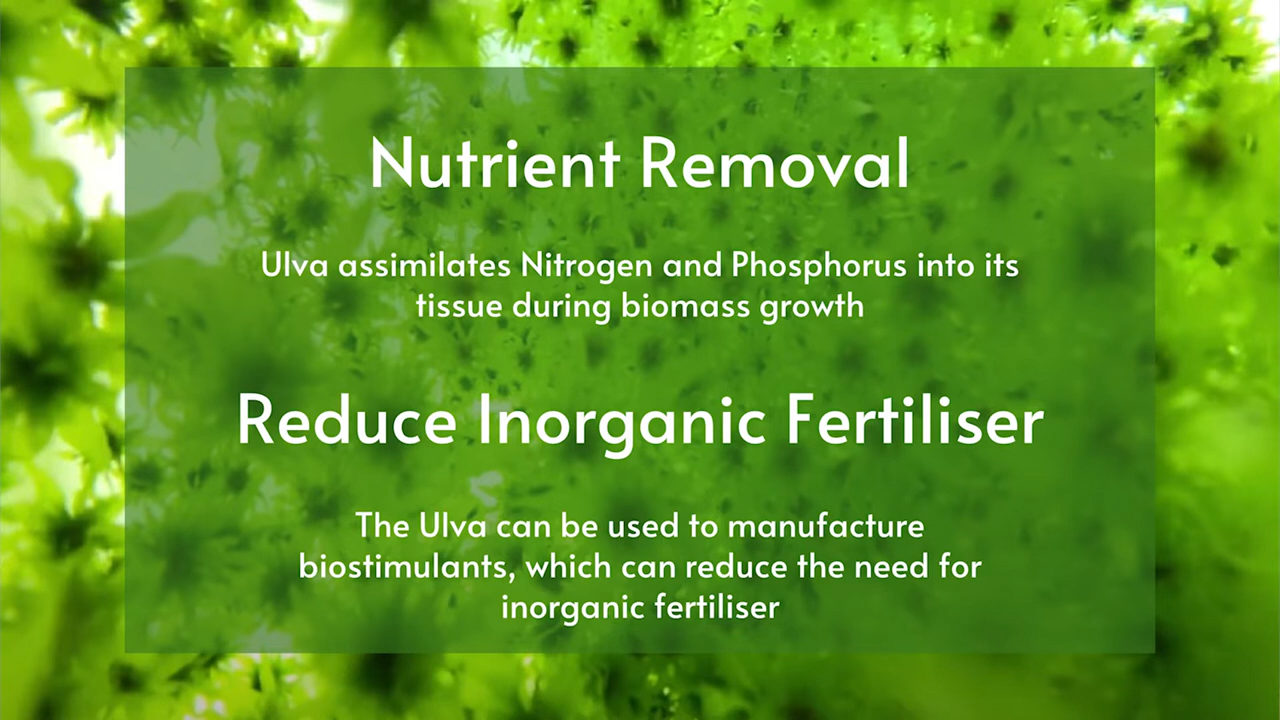 Nutrient Removal
Ulva assimilates Nitrogen and Phosphorus into its
tissue during biomass growth
Reduce Inorganic Fertiliser
The Ulva can be used to manufacture
biostimulants, which can reduce the need for
inorganic fertiliser